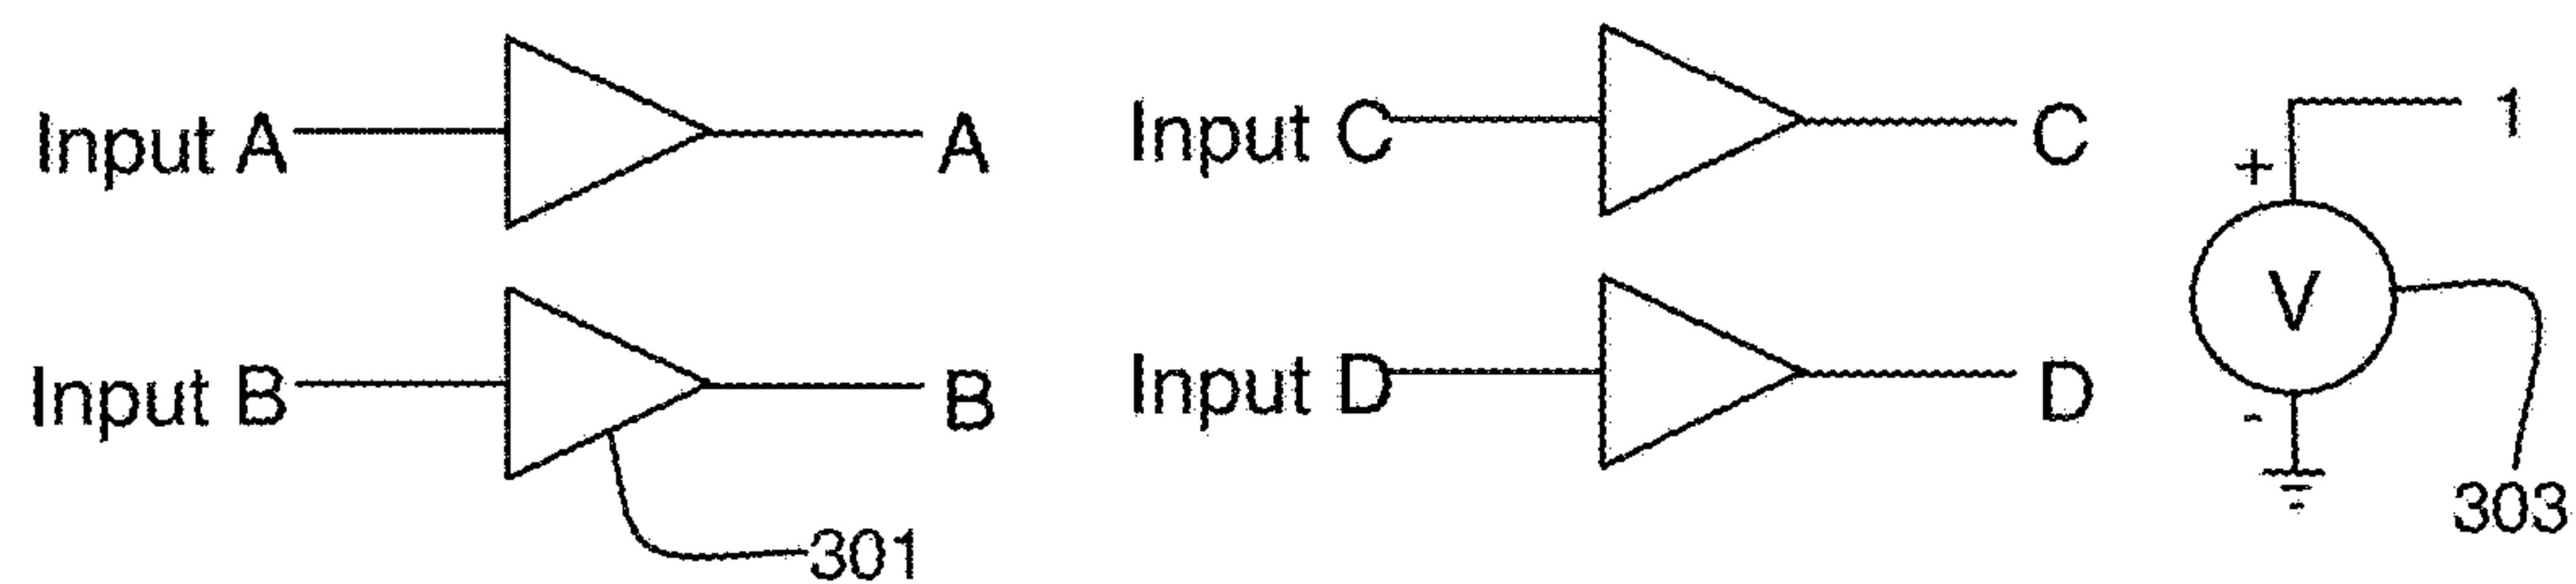 Input A
A
Input C
C
1
+
V
-
Input B
B
Input D
D
301
303